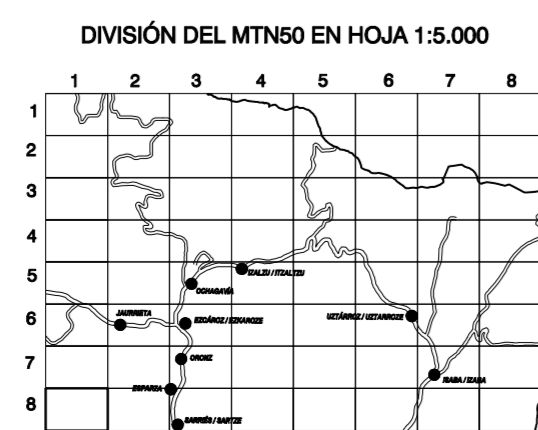 DIVISIÓN DEL MTN50 EN HOJA 1:5.000
1 2 3 4 5 6 7 8
1
2
3
4
5
IZALZU / ITZALTZU
OCHAGAVÍA
6
JAURRIETA
EZCÁROZ / EZKAROZE
UZTÁRROZ / UZTARROZE
7
ORONZ
ISABA / IZABA
ESPARZA
8
SARRIÉS / SARTZE